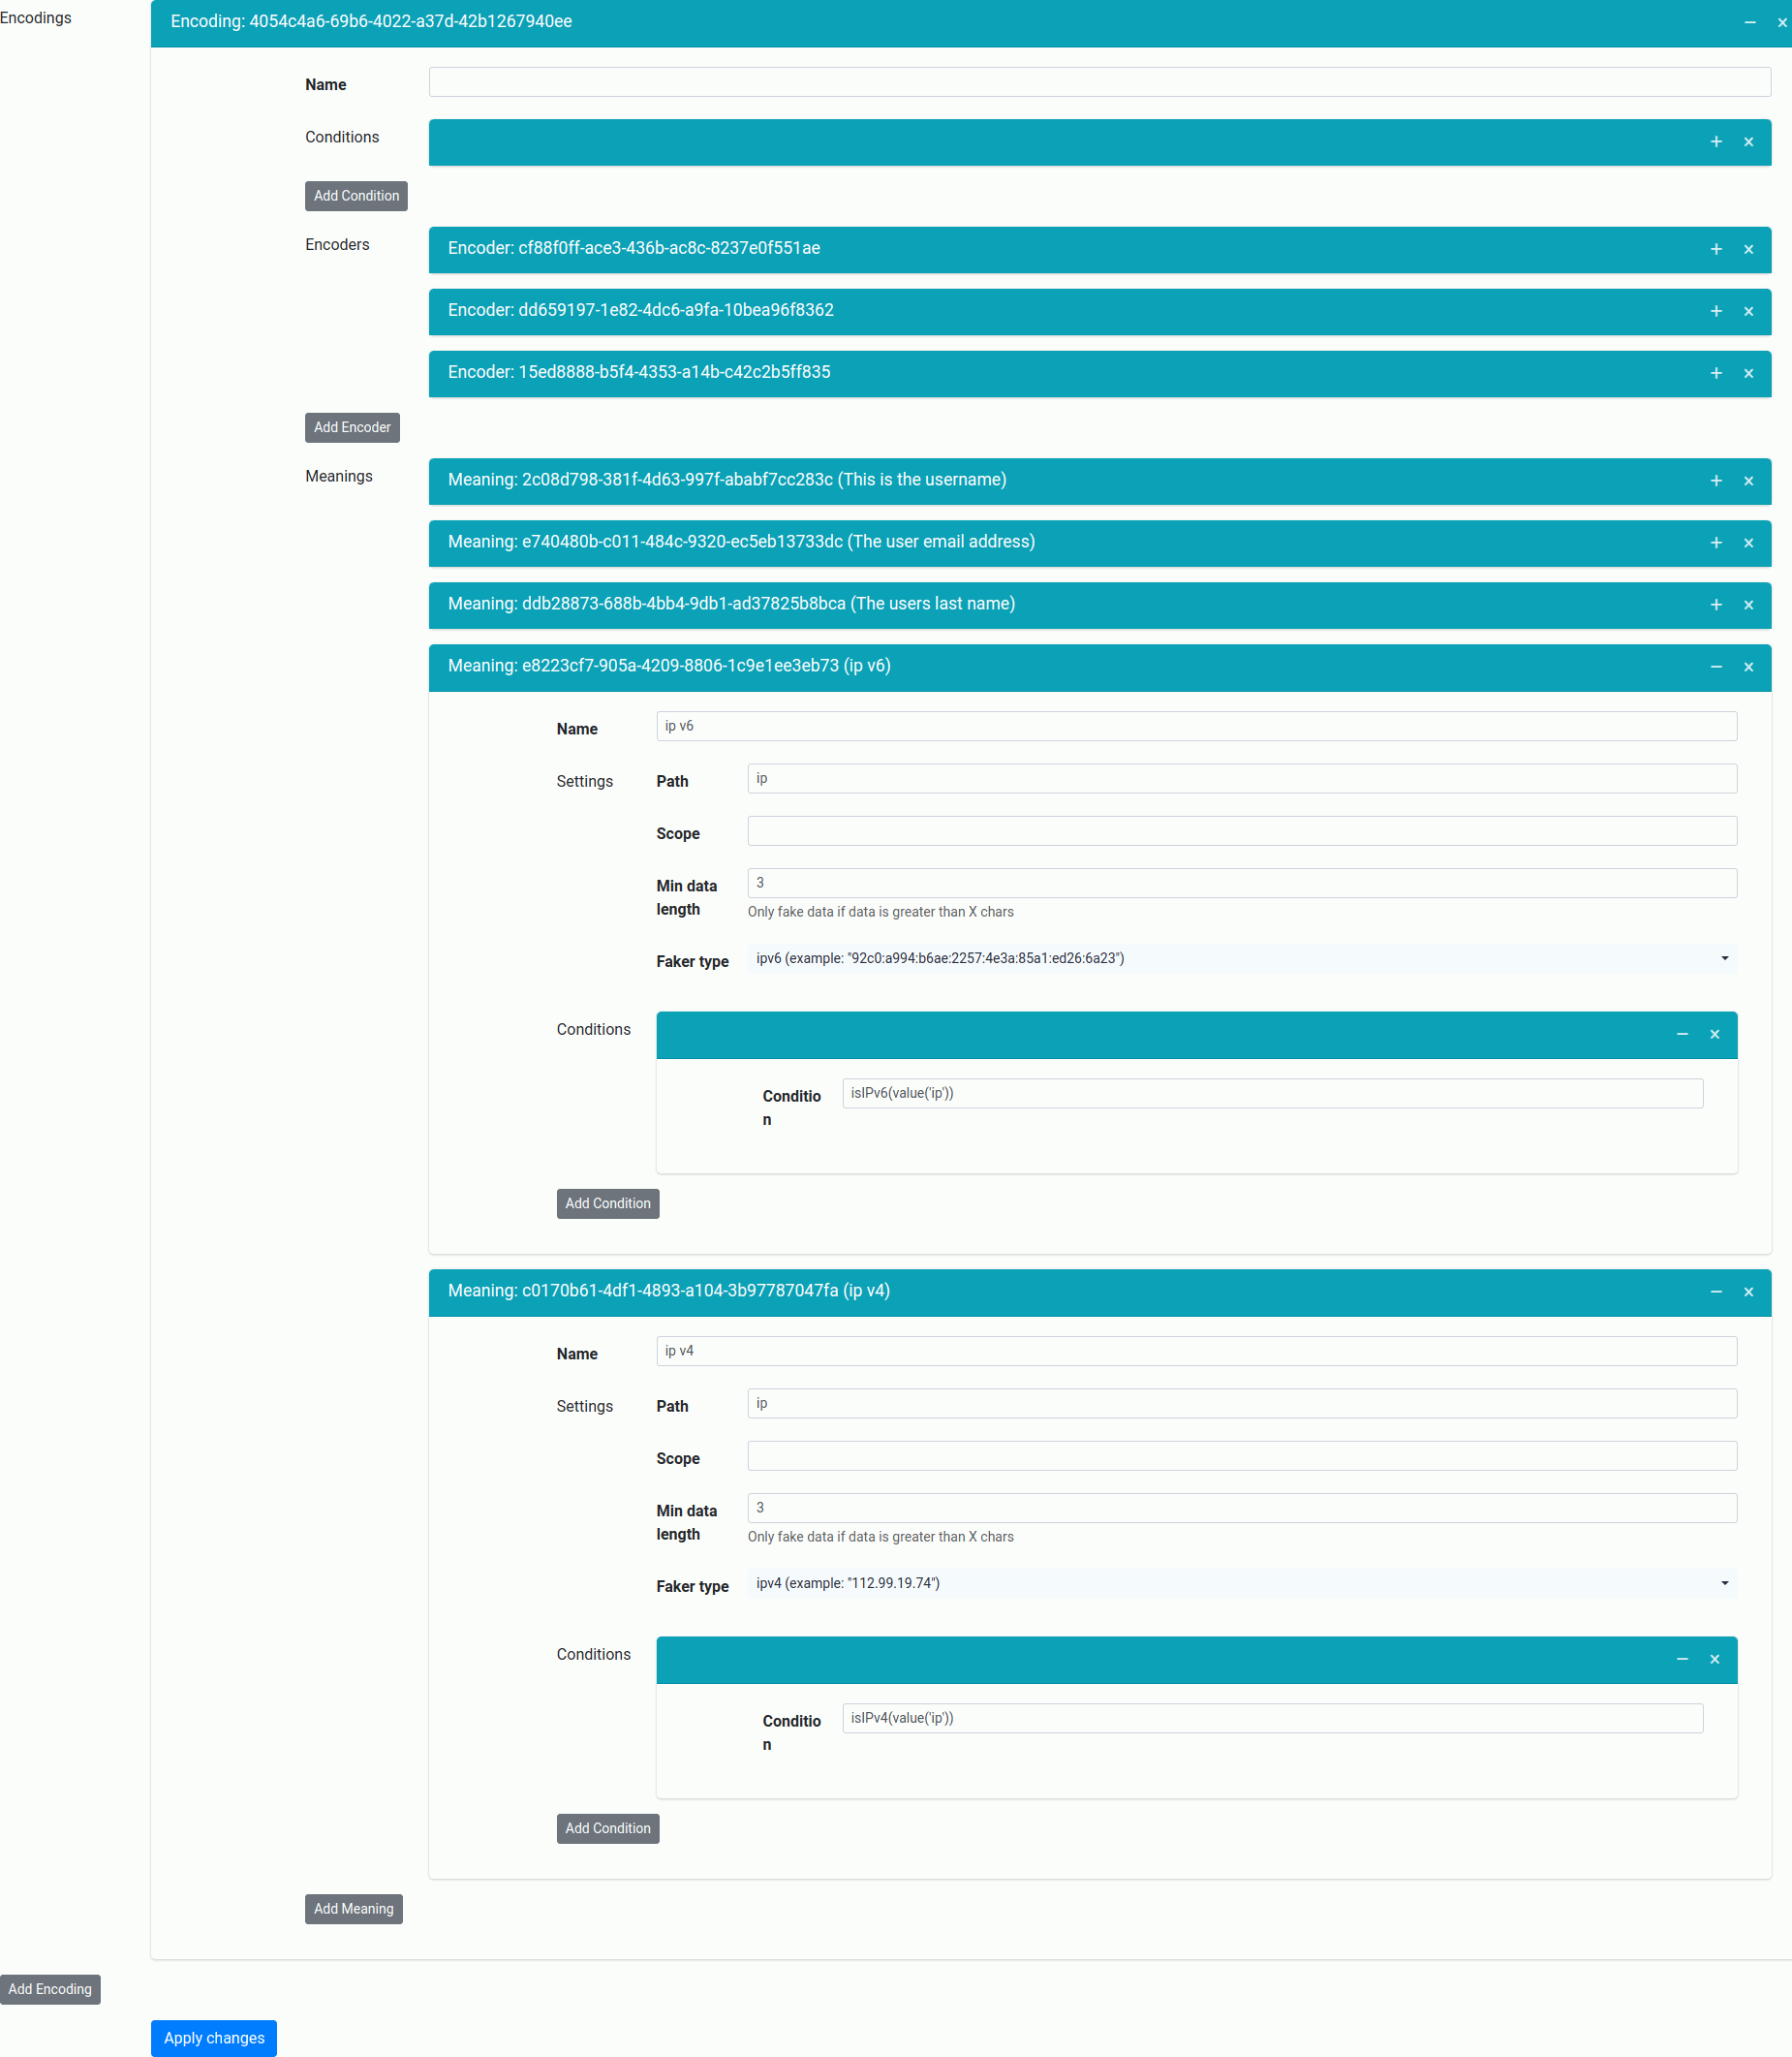 Encodings
Encoding: 4054c4a6-69b6-4022-a37d-42b1267940ee
Name
Conditions
Add Condition
Encoders
Encoder: cf88f0ff-ace3-436b-ac8c-8237e0f551ae
Encoder: dd659197-1e82-4dc6-a9fa-10bea96f8362
Encoder: 15ed8888-b5f4-4353-a14b-c42c2b5ff835
Add Encoder
Meanings
Meaning: 2c08d798-381f-4d63-997f-ababf7cc283c (This is the username)
Meaning: e740480b-c011-484c-9320-ec5eb13733dc (The user email address)
Meaning: ddb28873-688b-4bb4-9db1-ad37825b8bca (The users last name)
Meaning: e8223cf7-905a-4209-8806-1c9e1ee3eb73 (ip v6)
Name
ip v6
Settings
Path
ip
Scope
Min data
length
3
Only fake data if data is greater than X chars
Faker type
ipv6 (example: "92c0:a994:b6ae:2257:4e3a:85a1:ed26:6a23")
Conditions
Conditio
n
isIPv6(value('ip'))
Add Condition
Meaning: c0170b61-4df1-4893-a104-3b97787047fa (ip v4)
Name
ip v4
Settings
Path
ip
Scope
Min data
length
3
Only fake data if data is greater than X chars
Faker type
ipv4 (example: "112.99.19.74")
Conditions
Conditio
n
isIPv4(value('ip'))
Add Condition
Add Meaning
Add Encoding
Apply changes